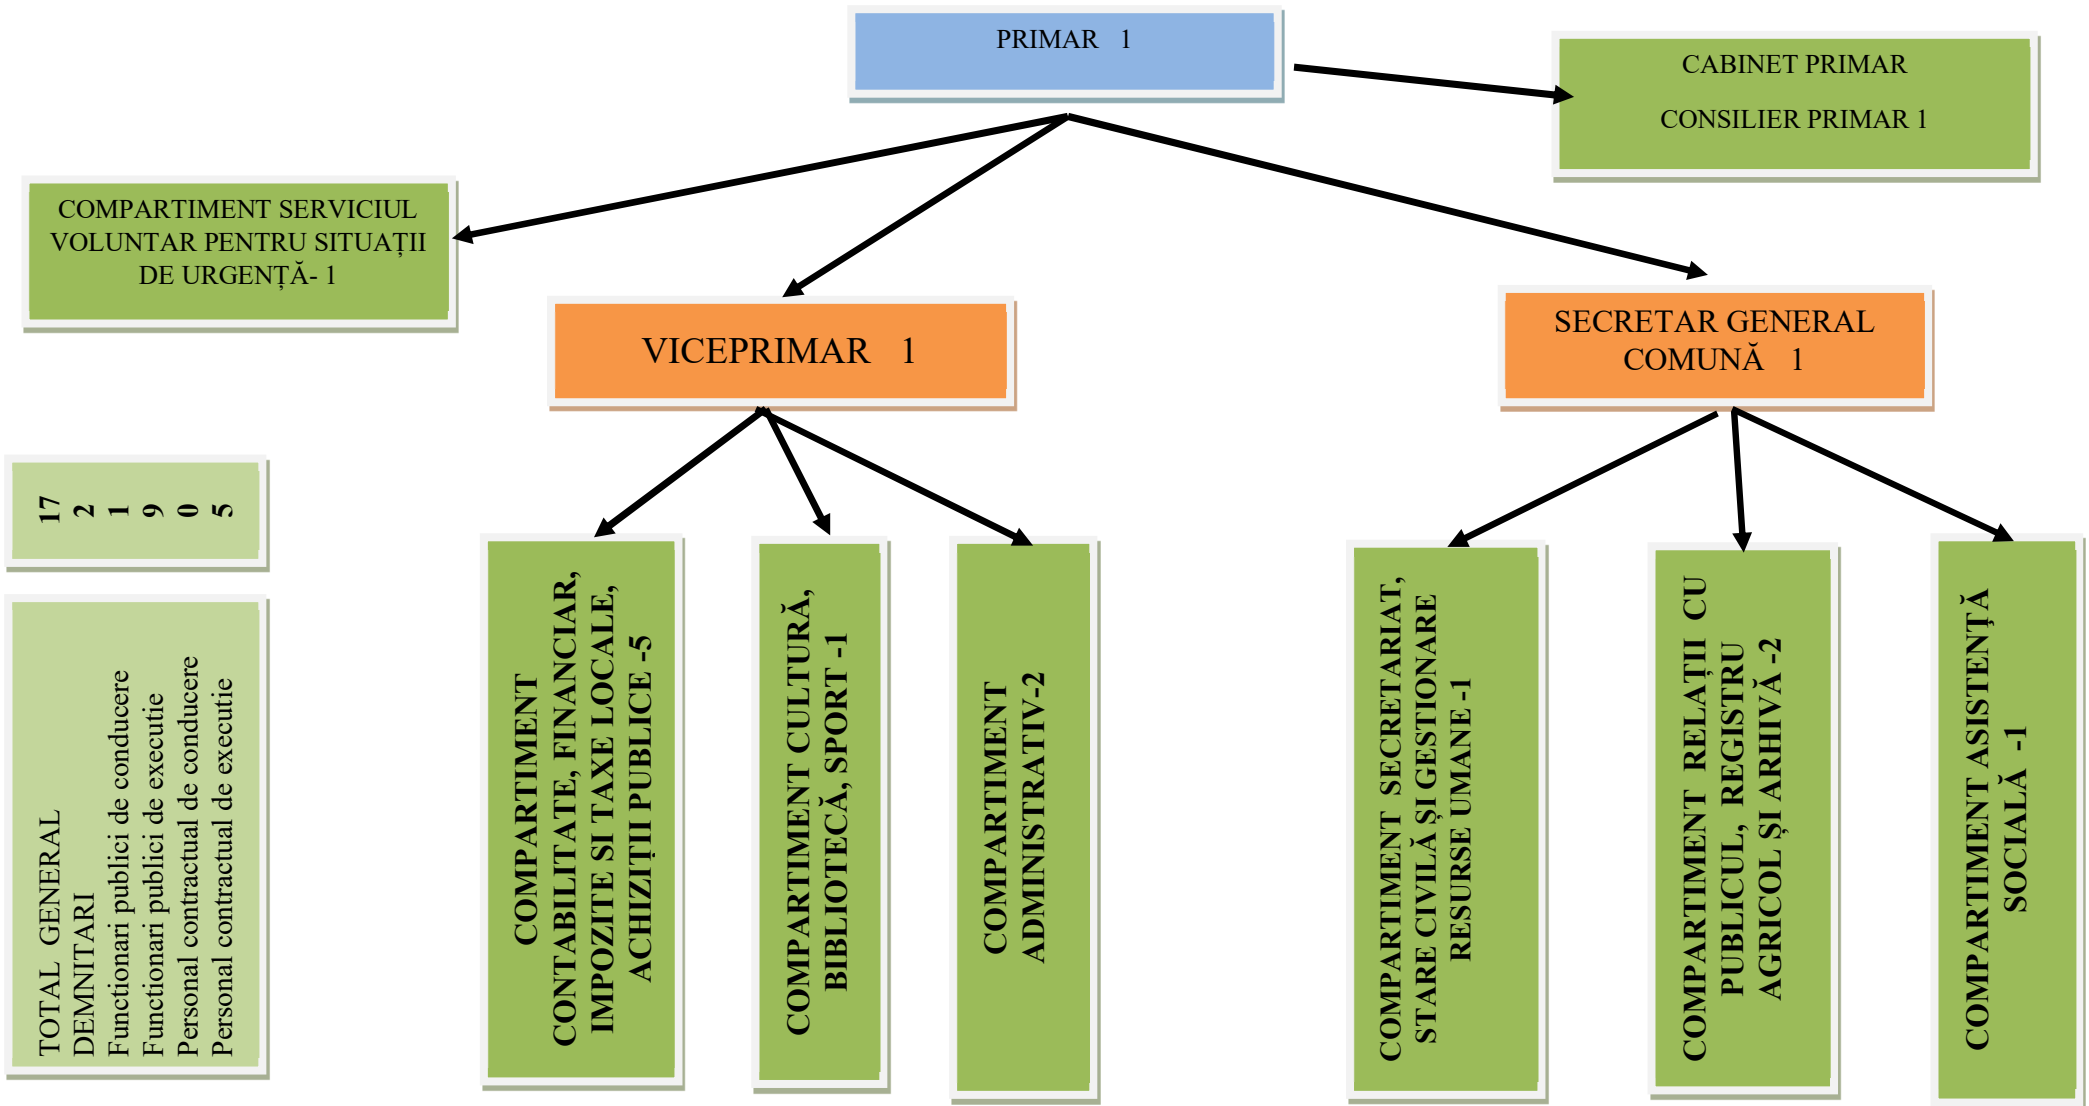 PRIMAR 1
CABINET PRIMAR
CONSILIER PRIMAR 1
COMPARTIMENT SERVICIUL
VOLUNTAR PENTRU SITUAȚII
DE URGENȚĂ- 1
VICEPRIMAR 1
SECRETAR GENERAL
COMUNĂ 1
17
2
1
9
0
5
TOTAL GENERAL
DEMNITARI
Functionari publici de conducere
Functionari publici de executie
Personal contractual de conducere
Personal contractual de executie
COMPARTIMENT
CONTABILITATE, FINANCIAR,
IMPOZITE SI TAXE LOCALE,
ACHIZIȚII PUBLICE -5
COMPARTIMENT CULTURĂ,
BIBLIOTECĂ, SPORT -1
COMPARTIMENT
ADMINISTRATIV-2
COMPARTIMENT SECRETARIAT,
STARE CIVILĂ ȘI GESTIONARE
RESURSE UMANE -1
COMPARTIMENT RELAȚII CU
PUBLICUL, REGISTRU
AGRICOL ȘI ARHIVĂ -2
COMPARTIMENT ASISTENȚĂ
SOCIALĂ -1